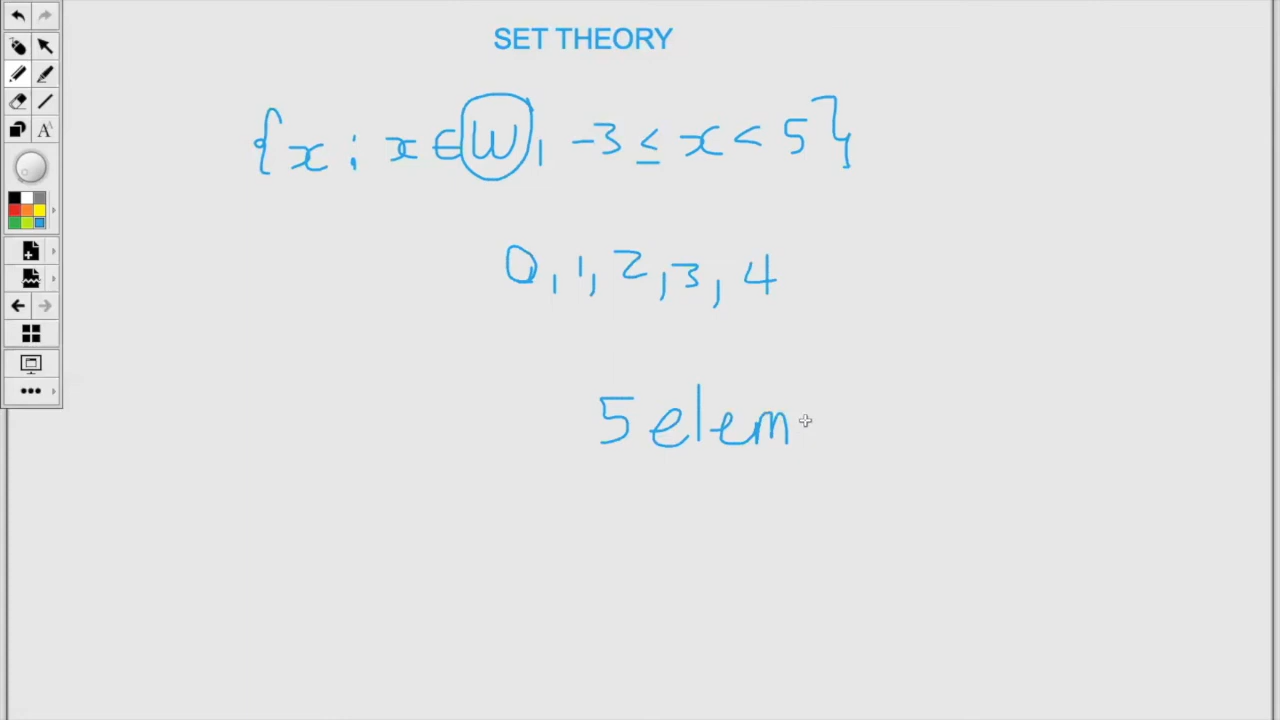 SET THEORY
{x : x ∈ W, -3 ≤ x < 5}
0, 1, 2, 3, 4
5 elem